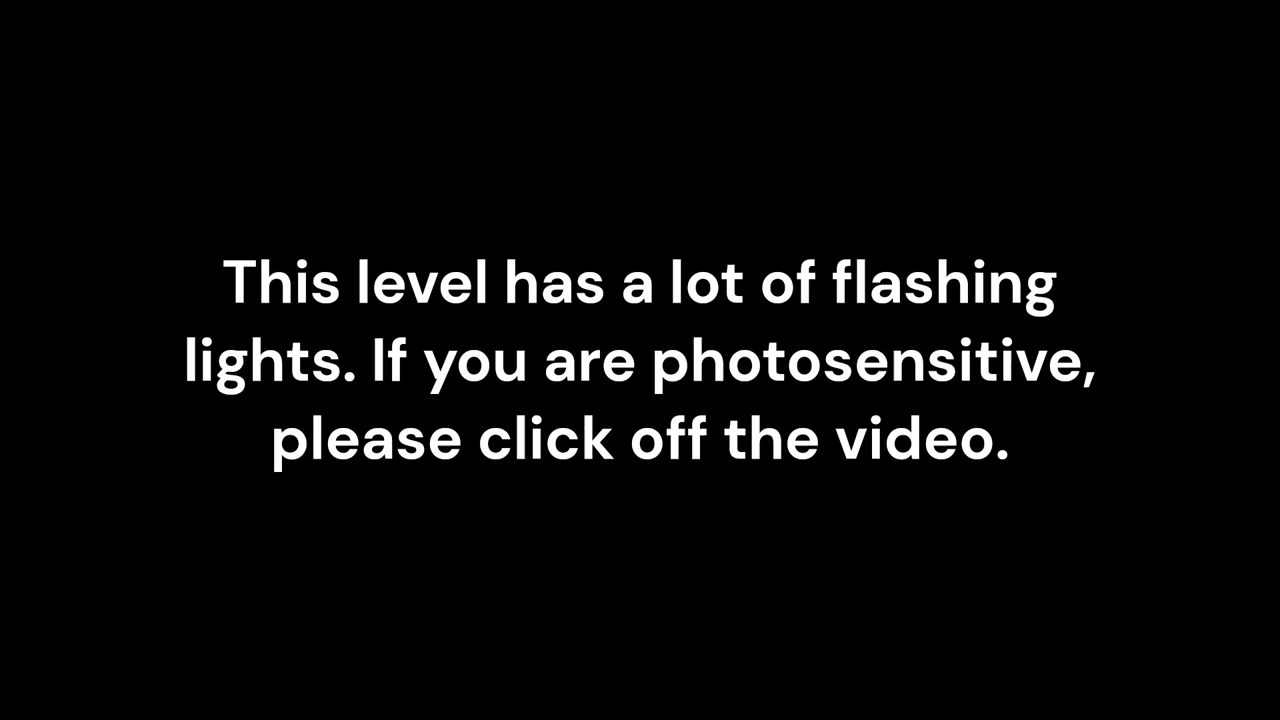 This level has a lot of flashing
lights. If you are photosensitive,
please click off the video.